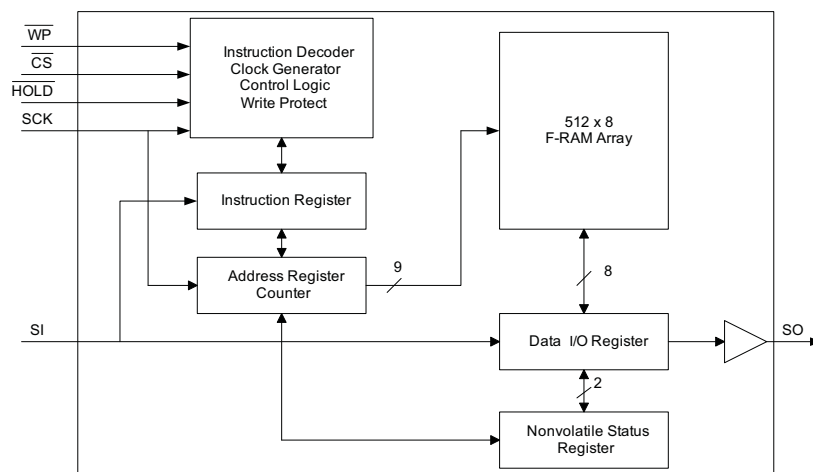 WP
CS
HOLD
SCK
Instruction Decoder
Clock Generator
Control Logic
Write Protect
512 x 8
F-RAM Array
Instruction Register
Address Register
Counter
9
8
SI
Data I/O Register
SO
2
Nonvolatile Status
Register